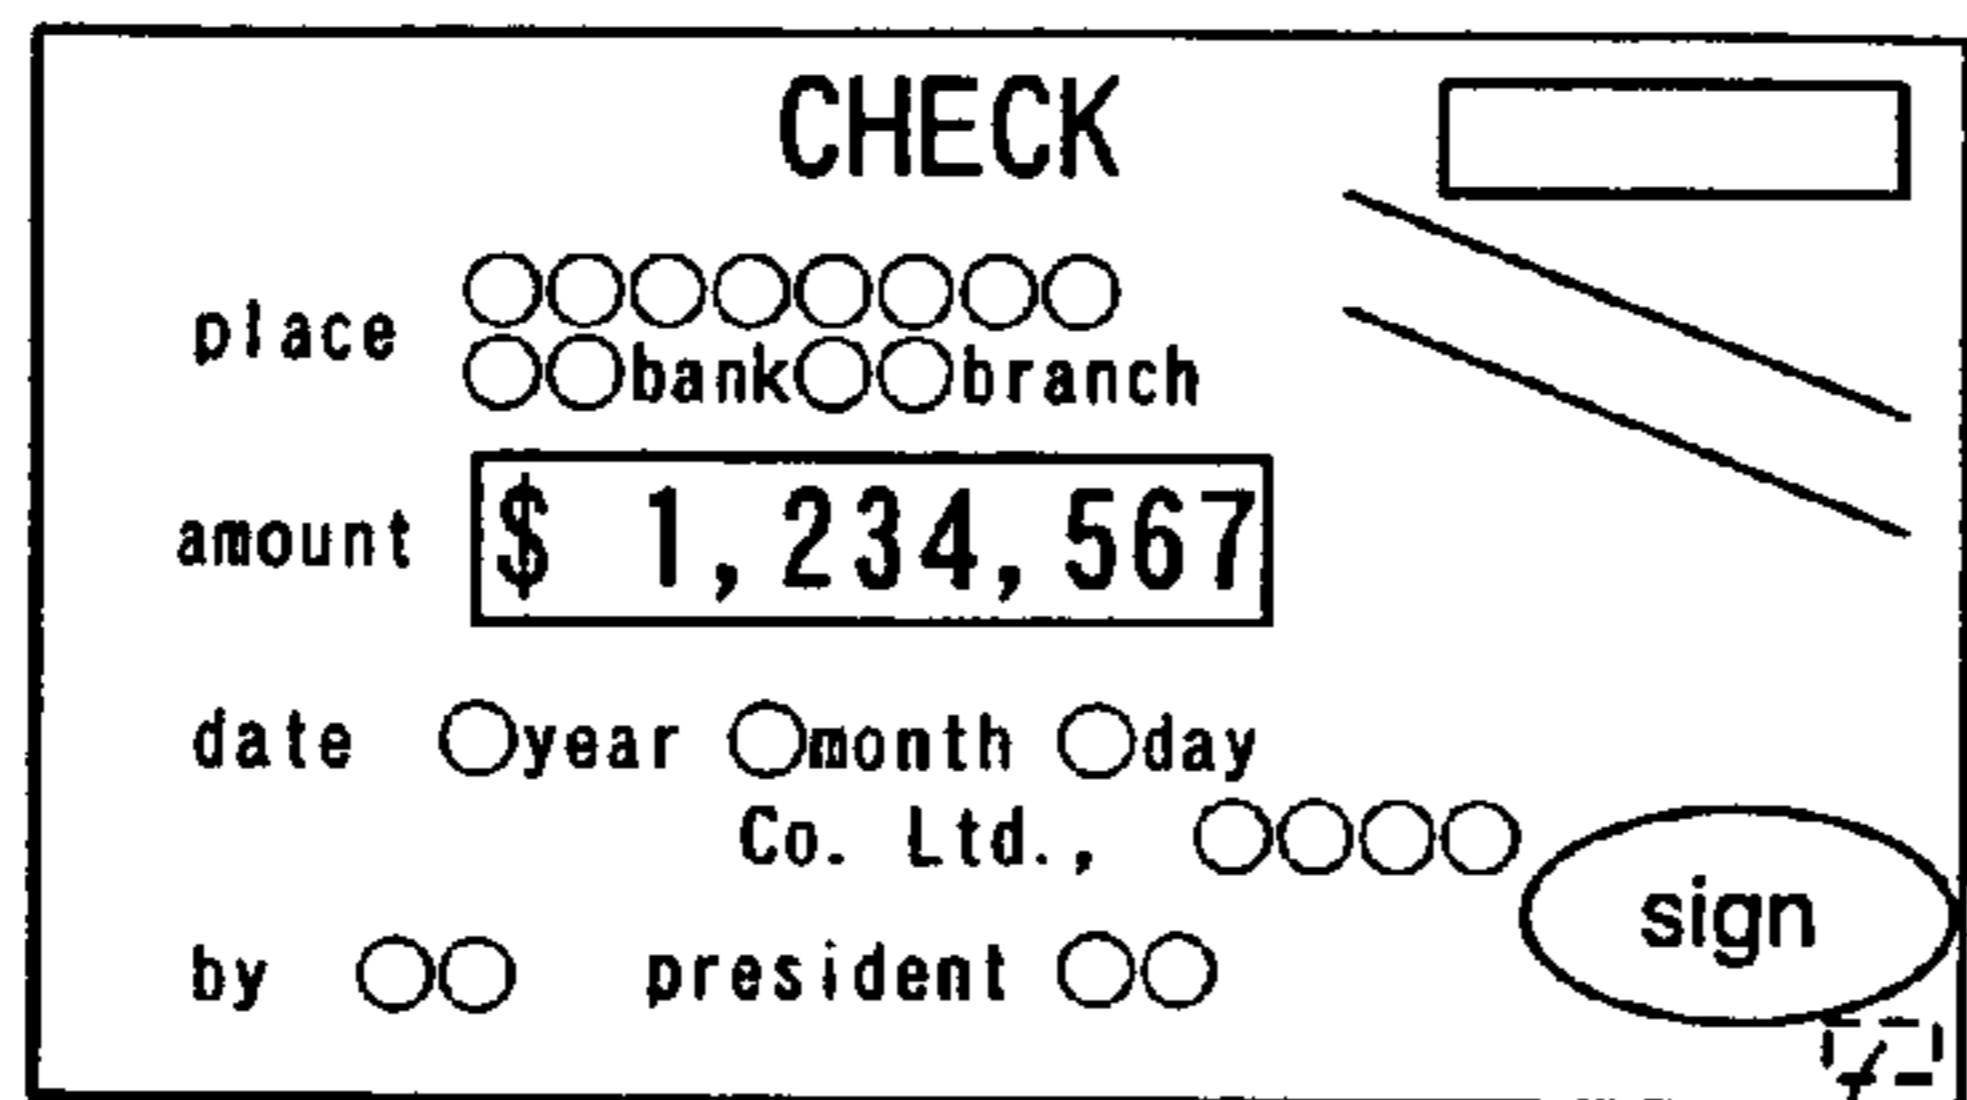 CHECK
place ○○○○○○○○
○○bank○○branch
amount $ 1,234,567
date ○year ○month ○day
Co. Ltd., ○○○○
by ○○ president ○○
sign